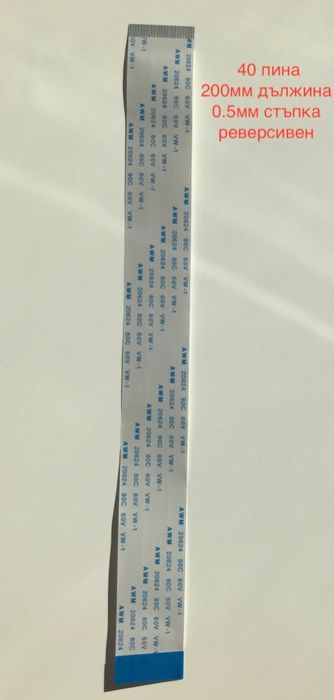 40 пина
200мм дължина
0.5мм стъпка
реверсивен
AWM 20624 80C 60V VW-1